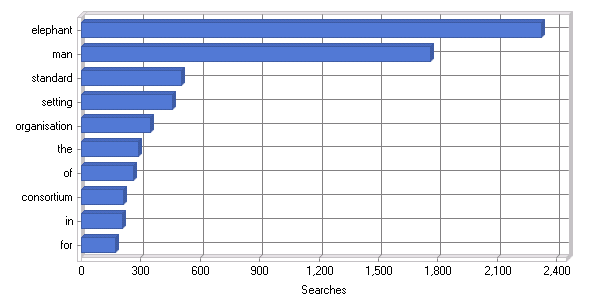 elephant
man
standard
setting
organisation
the
of
consortium
in
for
0 300 600 900 1,200 1,500 1,800 2,100 2,400
Searches